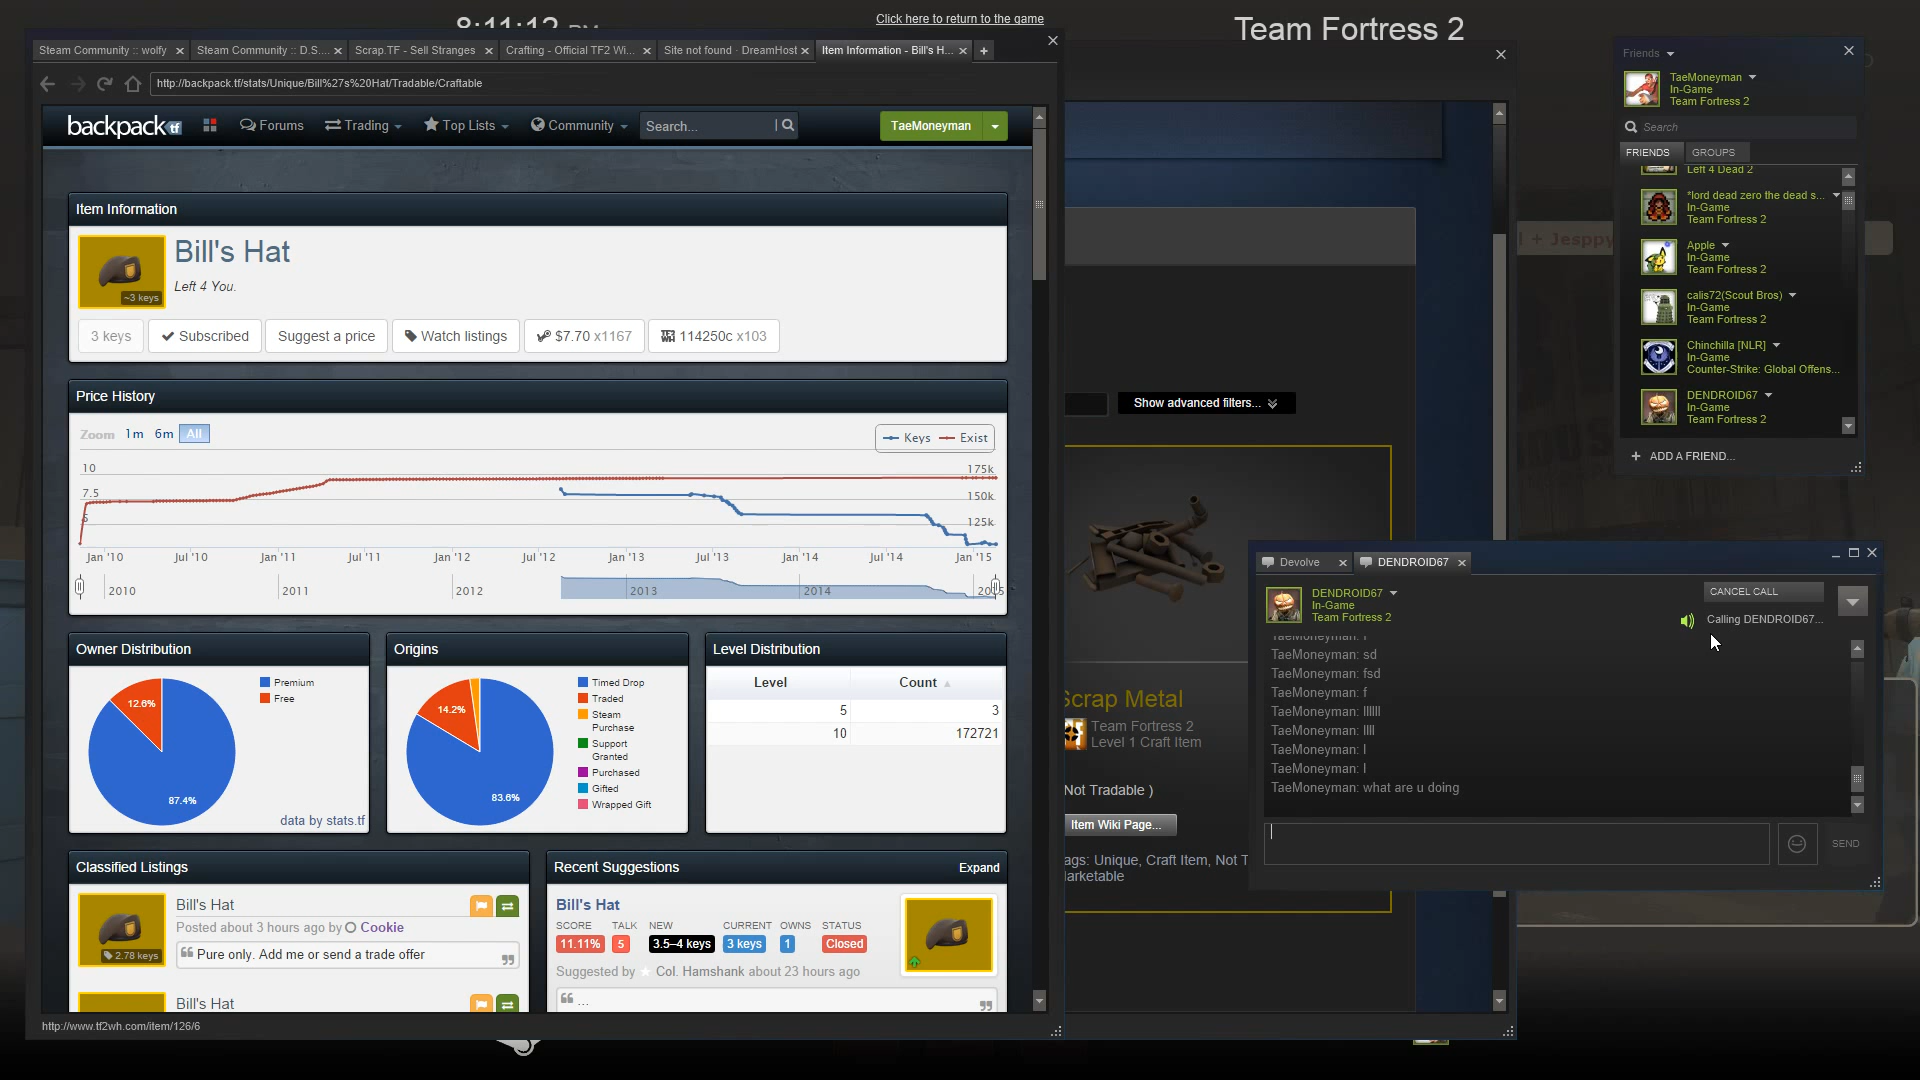 8:11:12 PM
Click here to return to the game
Team Fortress 2
Steam Community :: wolfy
Steam Community :: D.S....
Scrap.TF - Sell Stranges
Crafting - Official TF2 Wi...
Site not found · DreamHost
Item Information - Bill's H...
http://backpack.tf/stats/Unique/Bill%27s%20Hat/Tradable/Craftable
backpack tf
Forums
Trading
Top Lists
Community
Search...
TaeMoneyman
Item Information
Bill's Hat
Left 4 You.
~3 keys
3 keys
Subscribed
Suggest a price
Watch listings
$7.70 x1167
114250c x103
Price History
Zoom 1m 6m All
Keys Exist
10 175k
7.5 150k
5 125k
Jan '10 Jul '10 Jan '11 Jul '11 Jan '12 Jul '12 Jan '13 Jul '13 Jan '14 Jul '14 Jan '15
2010 2011 2012 2013 2014 2015
Owner Distribution
12.6%
87.4%
Premium
Free
data by stats.tf
Origins
14.2%
83.6%
Timed Drop
Traded
Steam
Purchase
Support
Granted
Purchased
Gifted
Wrapped Gift
Level Distribution
Level Count
5 3
10 172721
Classified Listings
Bill's Hat
Posted about 3 hours ago by Cookie
2.78 keys
Pure only. Add me or send a trade offer
Bill's Hat
Recent Suggestions Expand
Bill's Hat
SCORE TALK NEW CURRENT OWNS STATUS
11.11% 5 3.5–4 keys 3 keys 1 Closed
Suggested by Col. Hamshank about 23 hours ago
...
http://www.tf2wh.com/item/126/6
Show advanced filters...
Scrap Metal
Team Fortress 2
Level 1 Craft Item
Not Tradable )
Item Wiki Page...
ags: Unique, Craft Item, Not T
arketable
+ Jesppy
Friends
TaeMoneyman
In-Game
Team Fortress 2
Search
FRIENDS GROUPS
Left 4 Dead 2
*lord dead zero the dead s...
In-Game
Team Fortress 2
Apple
In-Game
Team Fortress 2
calis72(Scout Bros)
In-Game
Team Fortress 2
Chinchilla [NLR]
In-Game
Counter-Strike: Global Offens...
DENDROID67
In-Game
Team Fortress 2
+ ADD A FRIEND...
Devolve
DENDROID67
DENDROID67
In-Game
Team Fortress 2
CANCEL CALL
Calling DENDROID67...
TaeMoneyman: sd
TaeMoneyman: fsd
TaeMoneyman: f
TaeMoneyman: llllll
TaeMoneyman: llll
TaeMoneyman: l
TaeMoneyman: l
TaeMoneyman: what are u doing
SEND